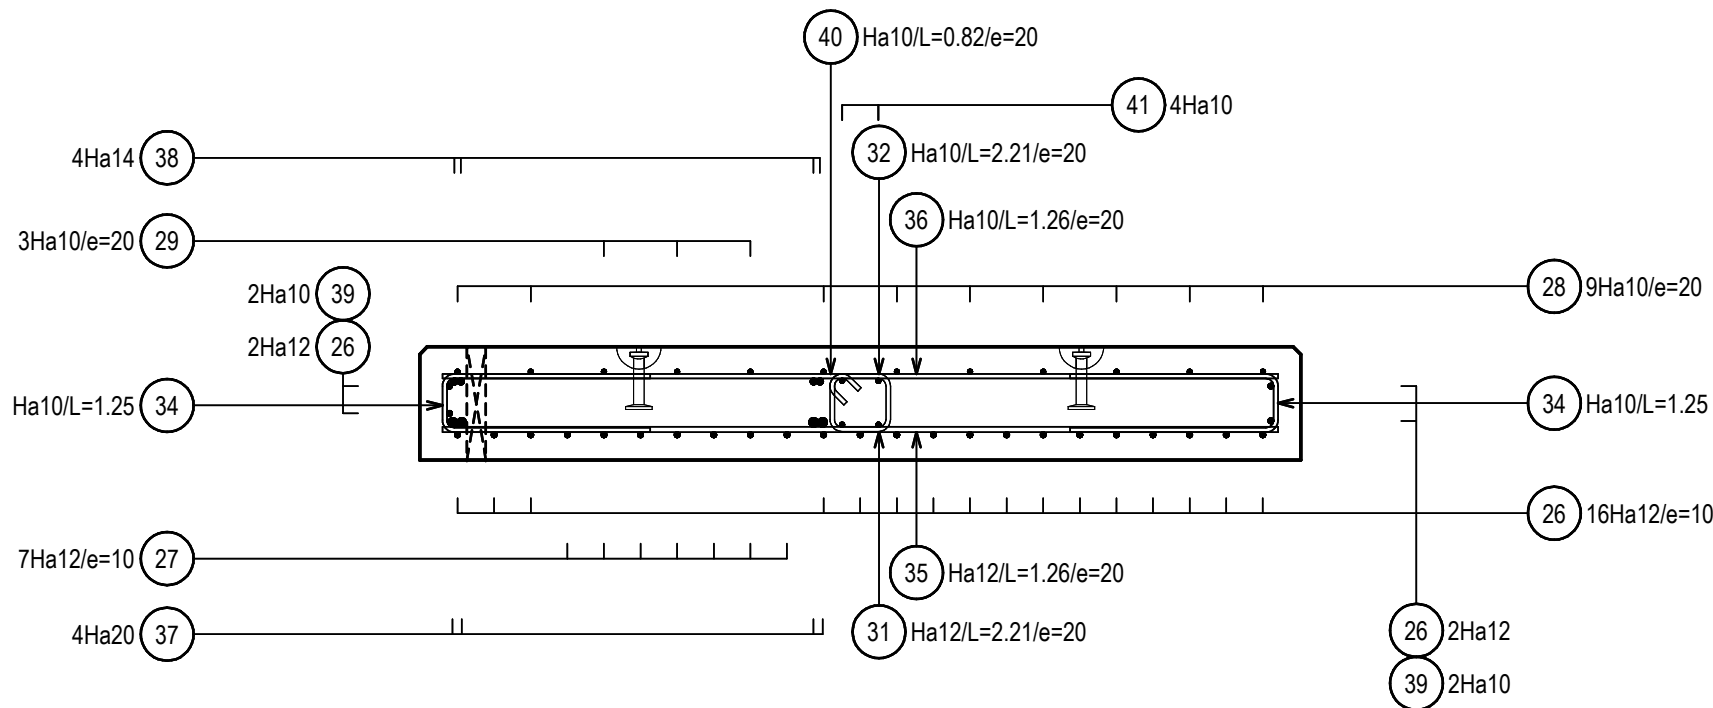 40 Ha10/L=0.82/e=20
41 4Ha10
4Ha14 38
32 Ha10/L=2.21/e=20
36 Ha10/L=1.26/e=20
3Ha10/e=20 29
28 9Ha10/e=20
2Ha10 39
2Ha12 26
Ha10/L=1.25 34
34 Ha10/L=1.25
26 16Ha12/e=10
7Ha12/e=10 27
35 Ha12/L=1.26/e=20
4Ha20 37
31 Ha12/L=2.21/e=20
26 2Ha12
39 2Ha10